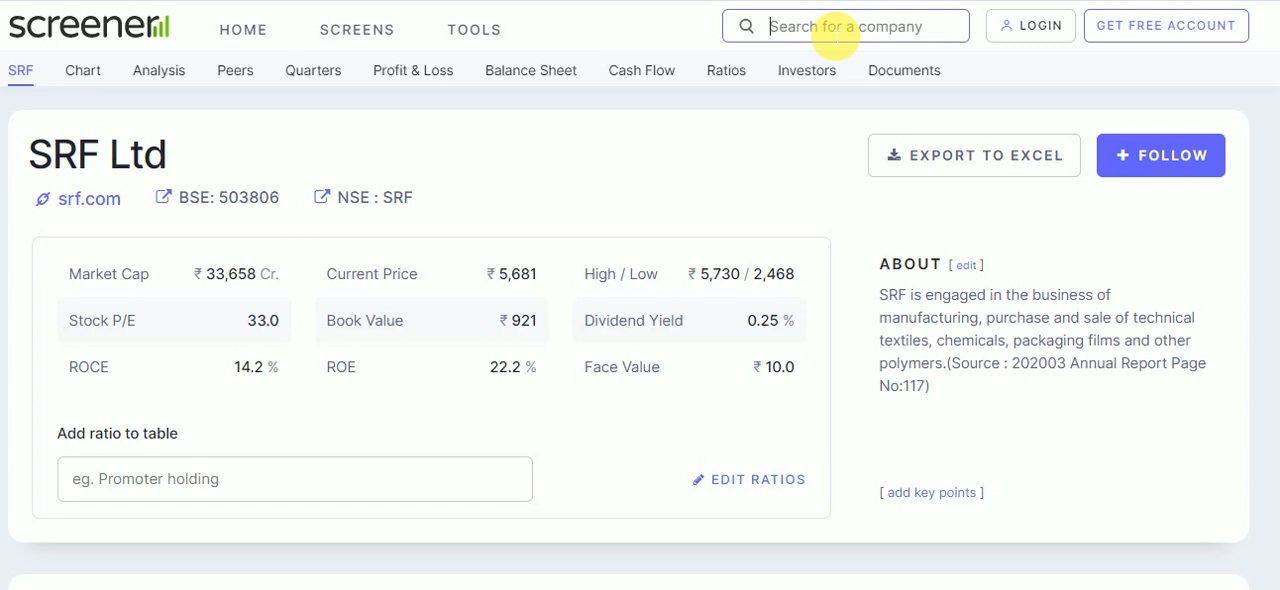 screener
HOME
SCREENS
TOOLS
Search for a company
LOGIN
GET FREE ACCOUNT
SRF
Chart
Analysis
Peers
Quarters
Profit & Loss
Balance Sheet
Cash Flow
Ratios
Investors
Documents
SRF Ltd
EXPORT TO EXCEL
+ FOLLOW
srf.com
BSE: 503806
NSE : SRF
Market Cap ₹ 33,658 Cr.
Current Price ₹ 5,681
High / Low ₹ 5,730 / 2,468
Stock P/E 33.0
Book Value ₹ 921
Dividend Yield 0.25 %
ROCE 14.2 %
ROE 22.2 %
Face Value ₹ 10.0
Add ratio to table
eg. Promoter holding
EDIT RATIOS
ABOUT [ edit ]
SRF is engaged in the business of
manufacturing, purchase and sale of technical
textiles, chemicals, packaging films and other
polymers.(Source : 202003 Annual Report Page
No:117)
[ add key points ]